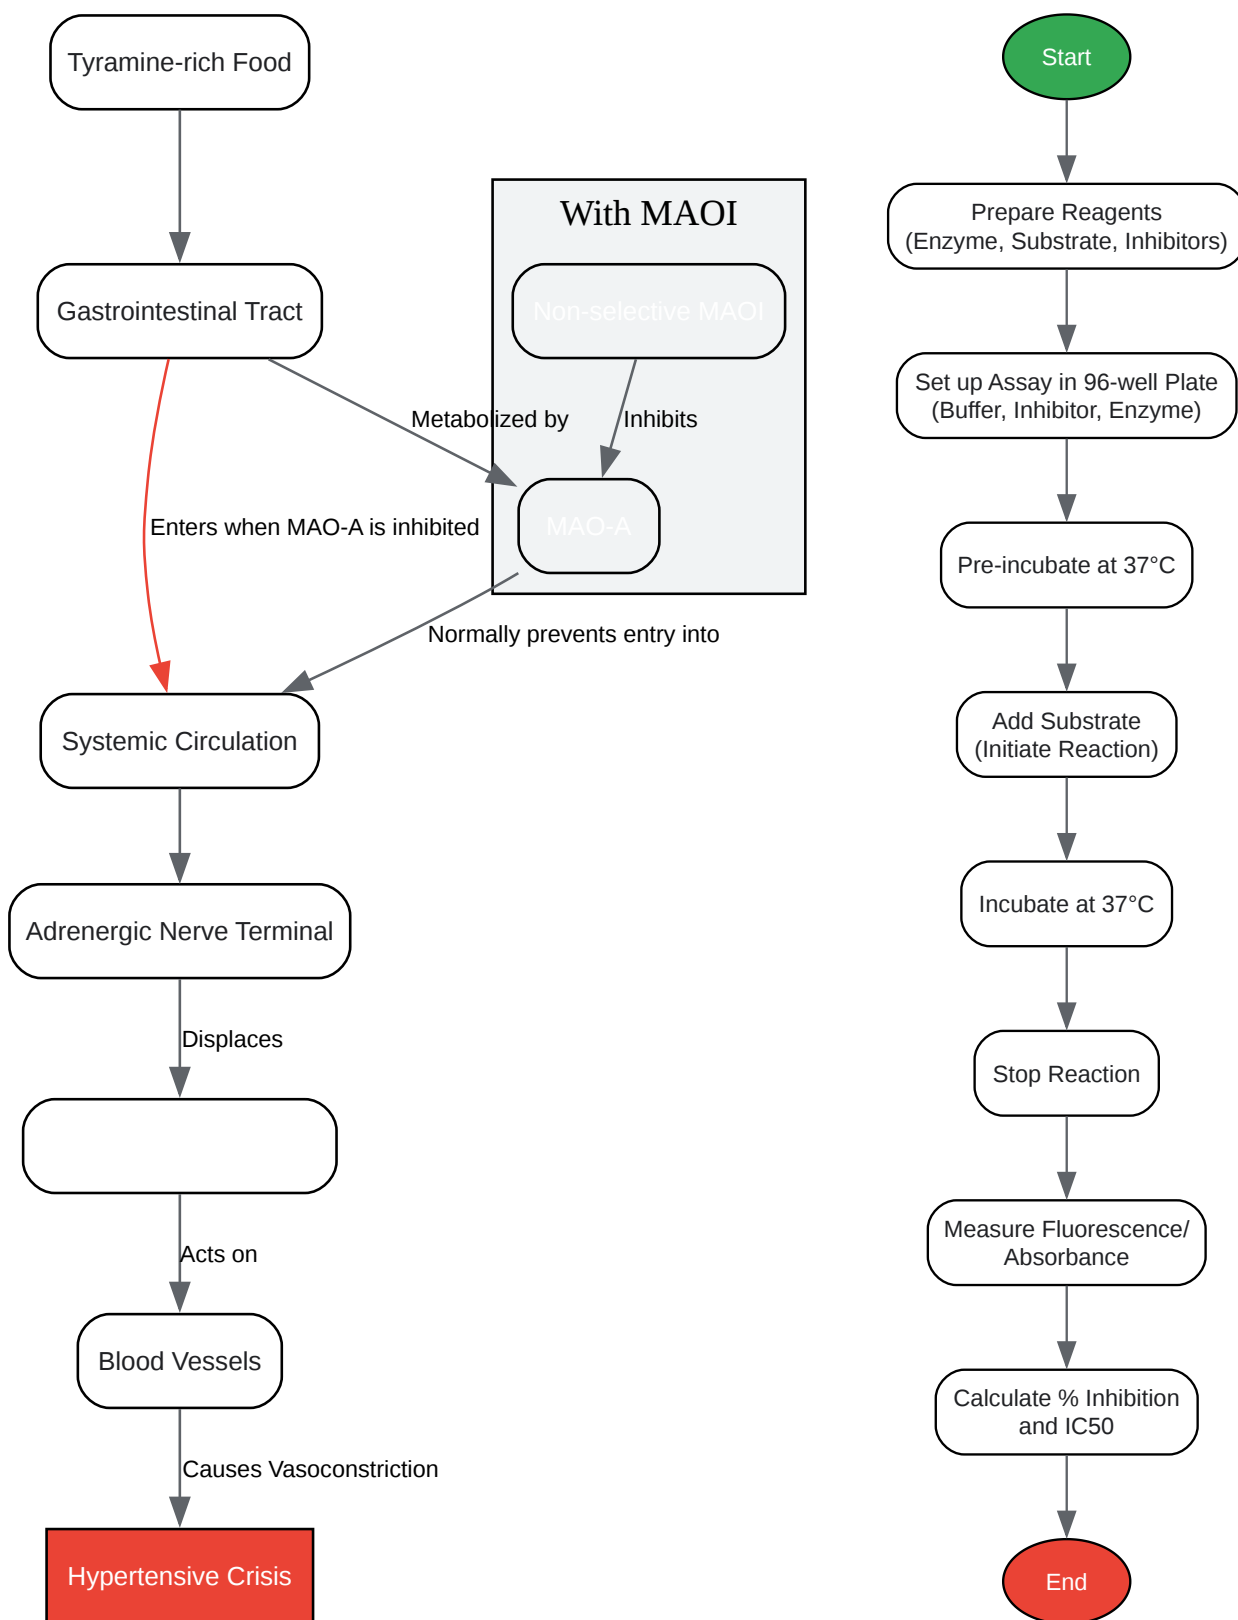 Tyramine-rich Food
Gastrointestinal Tract
With MAOI
Non-selective MAOI
Metabolized by
Inhibits
Enters when MAO-A is inhibited
MAO-A
Normally prevents entry into
Systemic Circulation
Adrenergic Nerve Terminal
Displaces
Acts on
Blood Vessels
Causes Vasoconstriction
Hypertensive Crisis
Start
Prepare Reagents
(Enzyme, Substrate, Inhibitors)
Set up Assay in 96-well Plate
(Buffer, Inhibitor, Enzyme)
Pre-incubate at 37°C
Add Substrate
(Initiate Reaction)
Incubate at 37°C
Stop Reaction
Measure Fluorescence/
Absorbance
Calculate % Inhibition
and IC50
End